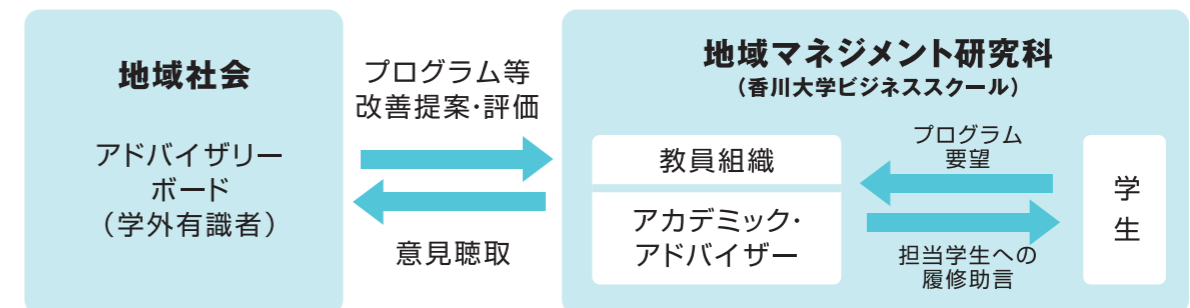 地域社会
アドバイザリー
ボード
（学外有識者）
プログラム等
改善提案・評価
意見聴取
地域マネジメント研究科
（香川大学ビジネススクール）
教員組織
アカデミック・
アドバイザー
プログラム
要望
担当学生への
履修助言
学
生